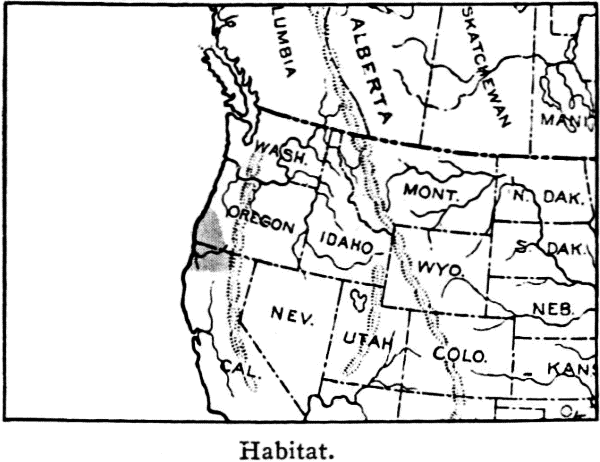 LUMBIA
ALBERTA
SKATCHEWAN
MANI
WASH.
MONT.
N. DAK.
OREGON
IDAHO
S. DAK.
WYO.
NEB.
NEV.
UTAH
COLO.
CAL.
KANS
OK
Habitat.